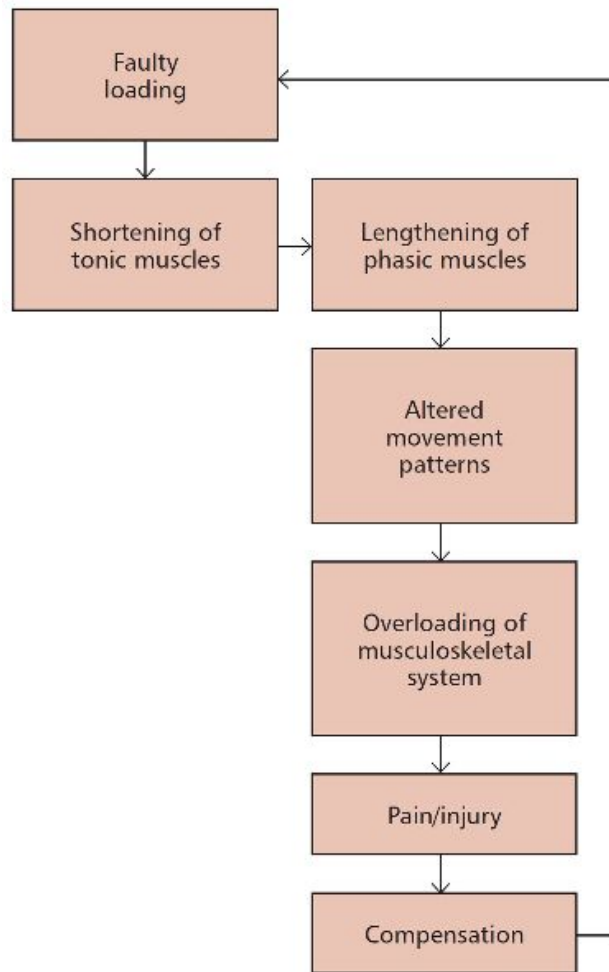 Faulty
loading
Shortening of
tonic muscles
Lengthening of
phasic muscles
Altered
movement
patterns
Overloading of
musculoskeletal
system
Pain/injury
Compensation